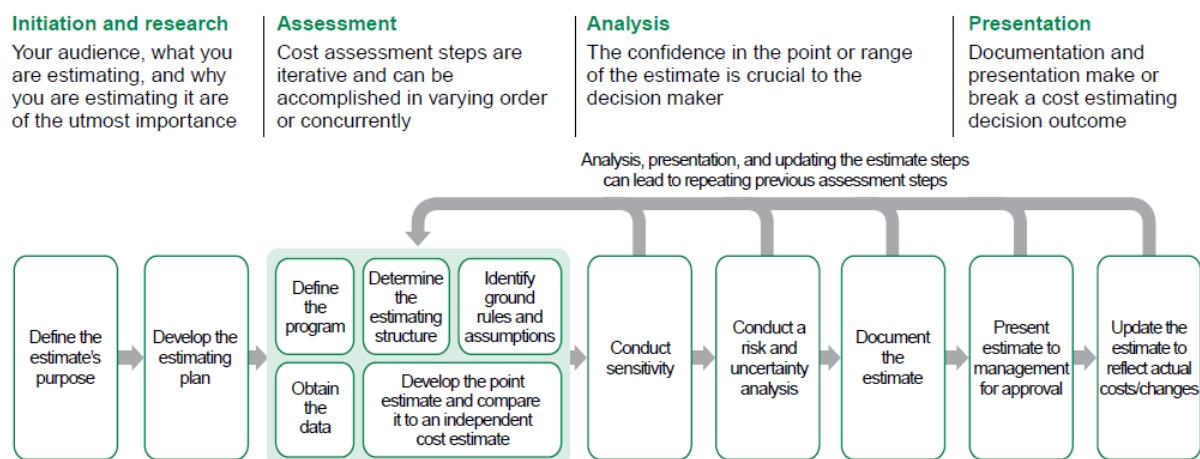 Initiation and research
Your audience, what you
are estimating, and why
you are estimating it are
of the utmost importance
Assessment
Cost assessment steps are
iterative and can be
accomplished in varying order
or concurrently
Analysis
The confidence in the point or range
of the estimate is crucial to the
decision maker
Presentation
Documentation and
presentation make or
break a cost estimating
decision outcome
Analysis, presentation, and updating the estimate steps
can lead to repeating previous assessment steps
Define the
estimate's
purpose
Develop the
estimating
plan
Define
the
program
Determine
the
estimating
structure
Identify
ground
rules and
assumptions
Obtain
the
data
Develop the point
estimate and compare
it to an independent
cost estimate
Conduct
sensitivity
Conduct a
risk and
uncertainty
analysis
Document
the
estimate
Present
estimate to
management
for approval
Update the
estimate to
reflect actual
costs/changes